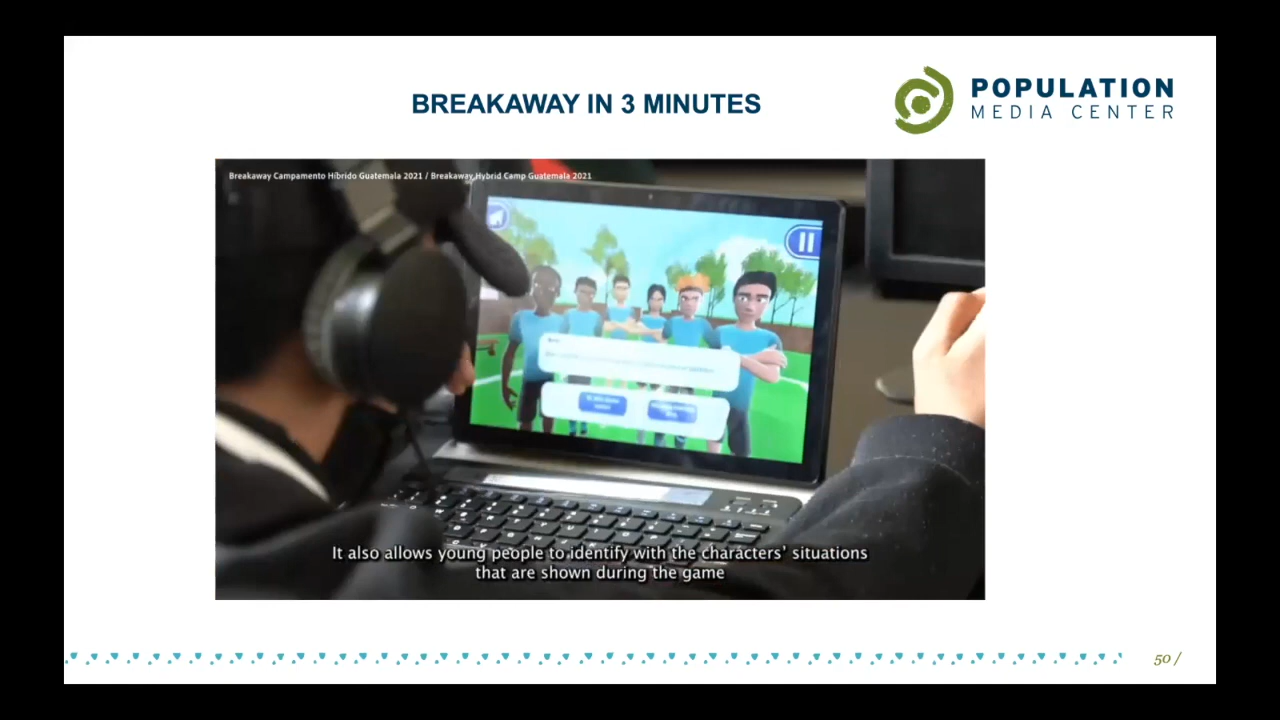 BREAKAWAY IN 3 MINUTES
POPULATION
MEDIA CENTER
Breakaway Campamento Híbrido Guatemala 2021 / Breakaway Hybrid Camp Guatemala 2021
It also allows young people to identify with the characters' situations
that are shown during the game
50 /